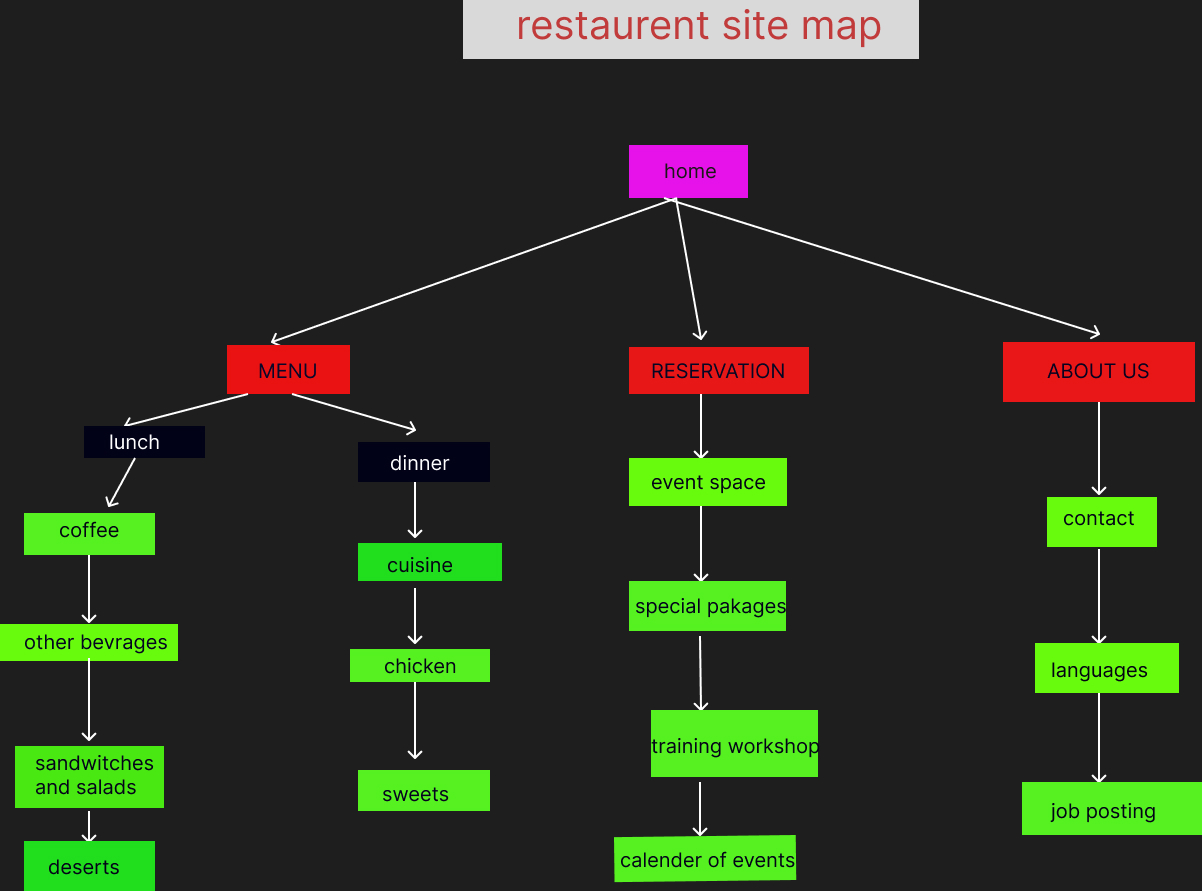 restaurent site map
home
MENU
RESERVATION
ABOUT US
lunch
dinner
event space
contact
coffee
cuisine
special pakages
other bevrages
chicken
languages
training workshop
sandwitches
and salads
sweets
job posting
calender of events
deserts